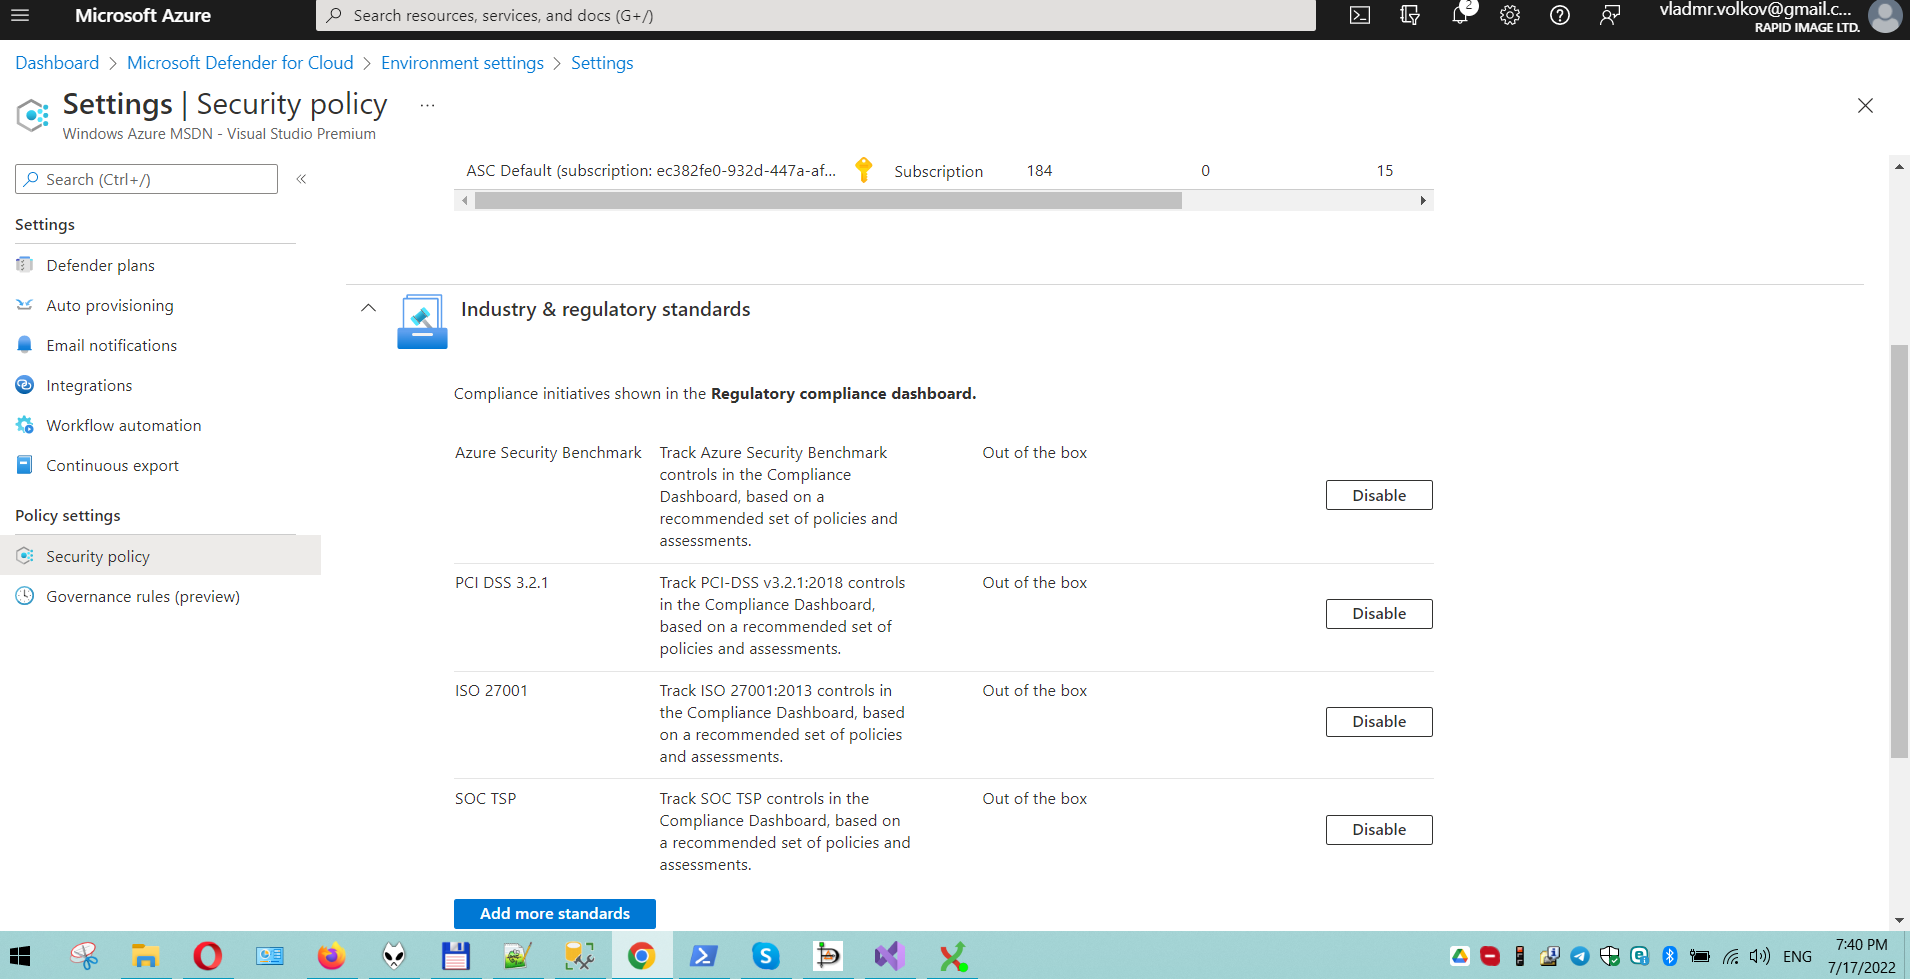 Microsoft Azure
Search resources, services, and docs (G+/)
2
vladmr.volkov@gmail.c...
RAPID IMAGE LTD.
Dashboard > Microsoft Defender for Cloud > Environment settings > Settings
Settings | Security policy ...
Windows Azure MSDN - Visual Studio Premium
Search (Ctrl+/) «
Settings
Defender plans
Auto provisioning
Email notifications
Integrations
Workflow automation
Continuous export
Policy settings
Security policy
Governance rules (preview)
ASC Default (subscription: ec382fe0-932d-447a-af... Subscription 184 0 15
Industry & regulatory standards
Compliance initiatives shown in the Regulatory compliance dashboard.
Azure Security Benchmark
Track Azure Security Benchmark
controls in the Compliance
Dashboard, based on a
recommended set of policies and
assessments.
Out of the box
Disable
PCI DSS 3.2.1
Track PCI-DSS v3.2.1:2018 controls
in the Compliance Dashboard,
based on a recommended set of
policies and assessments.
Out of the box
Disable
ISO 27001
Track ISO 27001:2013 controls in
the Compliance Dashboard, based
on a recommended set of policies
and assessments.
Out of the box
Disable
SOC TSP
Track SOC TSP controls in the
Compliance Dashboard, based on
a recommended set of policies and
assessments.
Out of the box
Disable
Add more standards
ENG
7:40 PM
7/17/2022